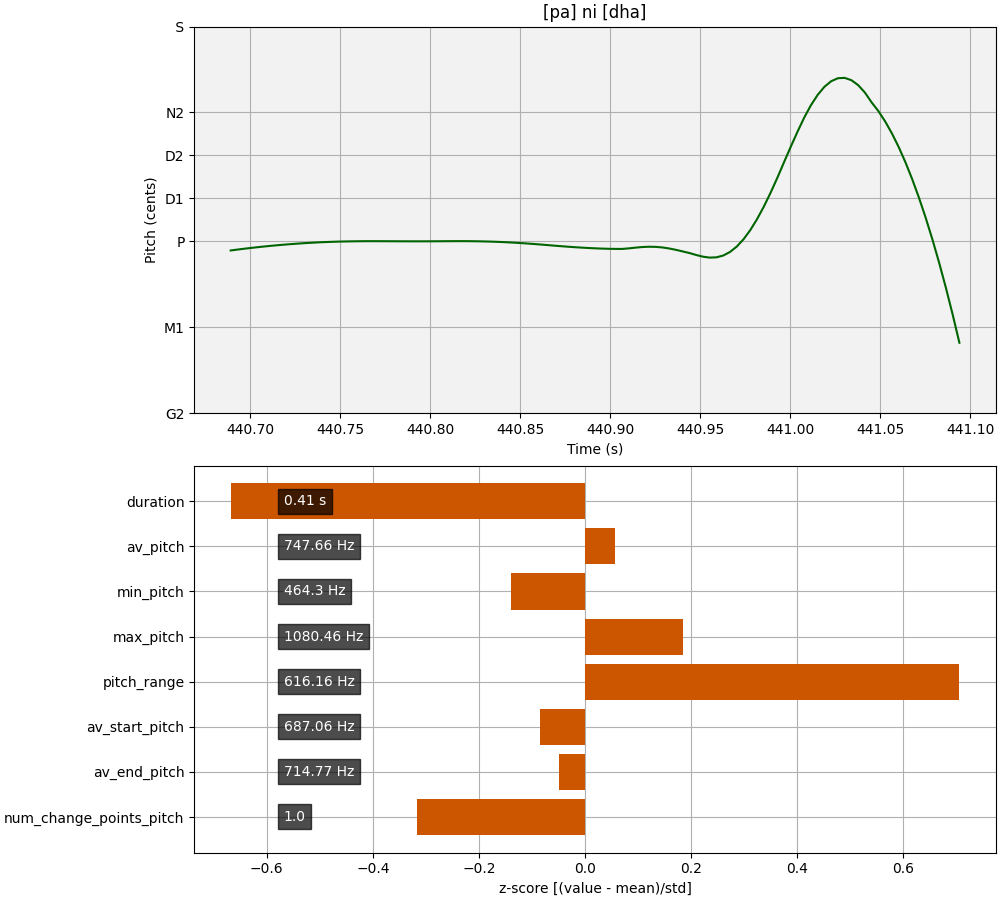 [pa] ni [dha]
S
N2
D2
D1
P
M1
G2
Pitch (cents)
440.70 440.75 440.80 440.85 440.90 440.95 441.00 441.05 441.10
Time (s)
duration 0.41 s
av_pitch 747.66 Hz
min_pitch 464.3 Hz
max_pitch 1080.46 Hz
pitch_range 616.16 Hz
av_start_pitch 687.06 Hz
av_end_pitch 714.77 Hz
num_change_points_pitch 1.0
−0.6 −0.4 −0.2 0.0 0.2 0.4 0.6
z-score [(value - mean)/std]